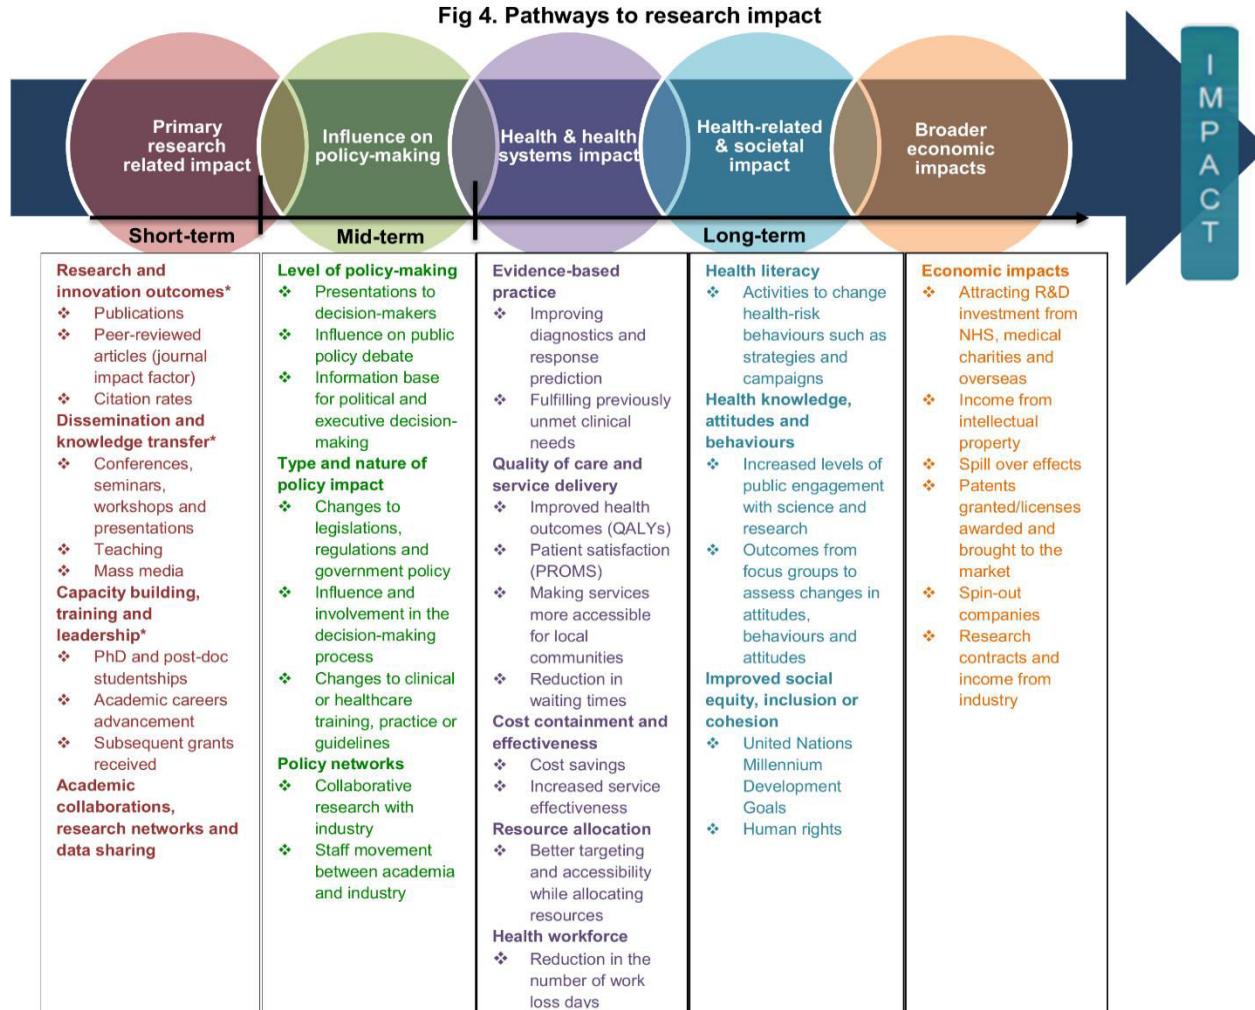 Fig 4. Pathways to research impact
Primary
research
related impact
Influence on
policy-making
Health & health
systems impact
Health-related
& societal
impact
Broader
economic
impacts
I
M
P
A
C
T
Short-term
Mid-term
Long-term
Research and
innovation outcomes*
❖ Publications
❖ Peer-reviewed
articles (journal
impact factor)
❖ Citation rates
Dissemination and
knowledge transfer*
❖ Conferences,
seminars,
workshops and
presentations
❖ Teaching
❖ Mass media
Capacity building,
training and
leadership*
❖ PhD and post-doc
studentships
❖ Academic careers
advancement
❖ Subsequent grants
received
Academic
collaborations,
research networks and
data sharing
Level of policy-making
❖ Presentations to
decision-makers
❖ Influence on public
policy debate
❖ Information base
for political and
executive decision-
making
Type and nature of
policy impact
❖ Changes to
legislations,
regulations and
government policy
❖ Influence and
involvement in the
decision-making
process
❖ Changes to clinical
or healthcare
training, practice or
guidelines
Policy networks
❖ Collaborative
research with
industry
❖ Staff movement
between academia
and industry
Evidence-based
practice
❖ Improving
diagnostics and
response
prediction
❖ Fulfilling previously
unmet clinical
needs
Quality of care and
service delivery
❖ Improved health
outcomes (QALYs)
❖ Patient satisfaction
(PROMS)
❖ Making services
more accessible
for local
communities
❖ Reduction in
waiting times
Cost containment and
effectiveness
❖ Cost savings
❖ Increased service
effectiveness
Resource allocation
❖ Better targeting
and accessibility
while allocating
resources
Health workforce
❖ Reduction in the
number of work
loss days
Health literacy
❖ Activities to change
health-risk
behaviours such as
strategies and
campaigns
Health knowledge,
attitudes and
behaviours
❖ Increased levels of
public engagement
with science and
research
❖ Outcomes from
focus groups to
assess changes in
attitudes,
behaviours and
attitudes
Improved social
equity, inclusion or
cohesion
❖ United Nations
Millennium
Development
Goals
❖ Human rights
Economic impacts
❖ Attracting R&D
investment from
NHS, medical
charities and
overseas
❖ Income from
intellectual
property
❖ Spill over effects
❖ Patents
granted/licenses
awarded and
brought to the
market
❖ Spin-out
companies
❖ Research
contracts and
income from
industry